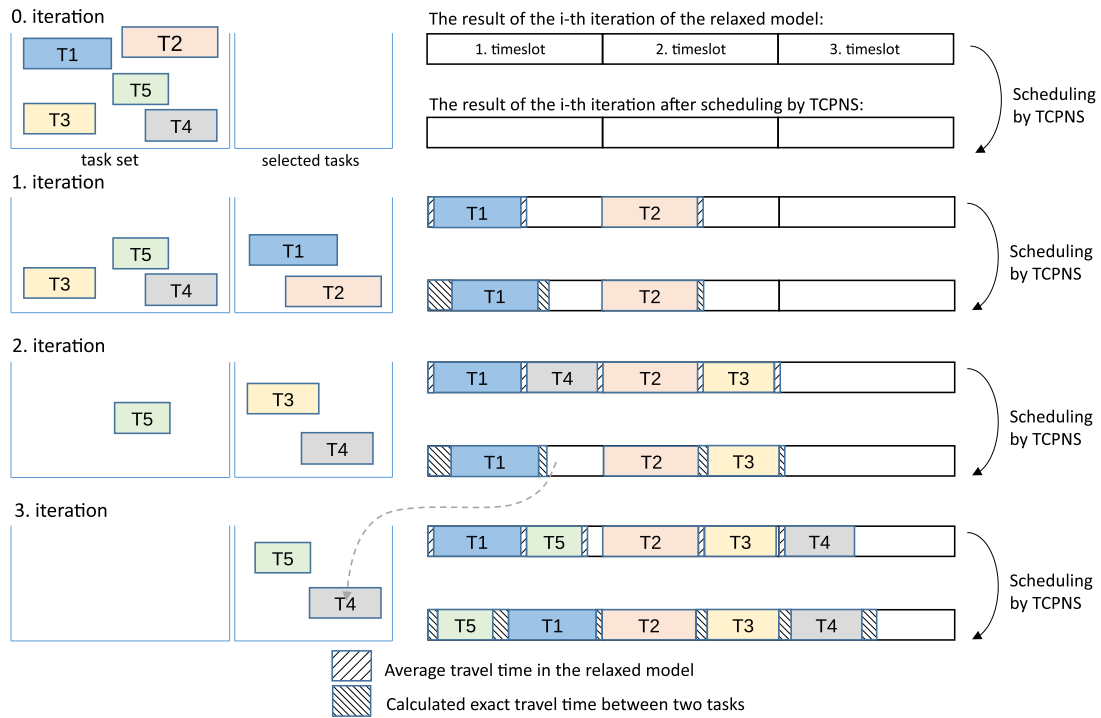 0. iteration
T1
T2
T5
T3
T4
task set
selected tasks
The result of the i-th iteration of the relaxed model:
1. timeslot
2. timeslot
3. timeslot
The result of the i-th iteration after scheduling by TCPNS:
Scheduling
by TCPNS
1. iteration
T5
T3
T4
T1
T2
T1
T2
T1
T2
Scheduling
by TCPNS
2. iteration
T5
T3
T4
T1
T4
T2
T3
T1
T2
T3
Scheduling
by TCPNS
3. iteration
T5
T4
T1
T5
T2
T3
T4
T5
T1
T2
T3
T4
Scheduling
by TCPNS
Average travel time in the relaxed model
Calculated exact travel time between two tasks